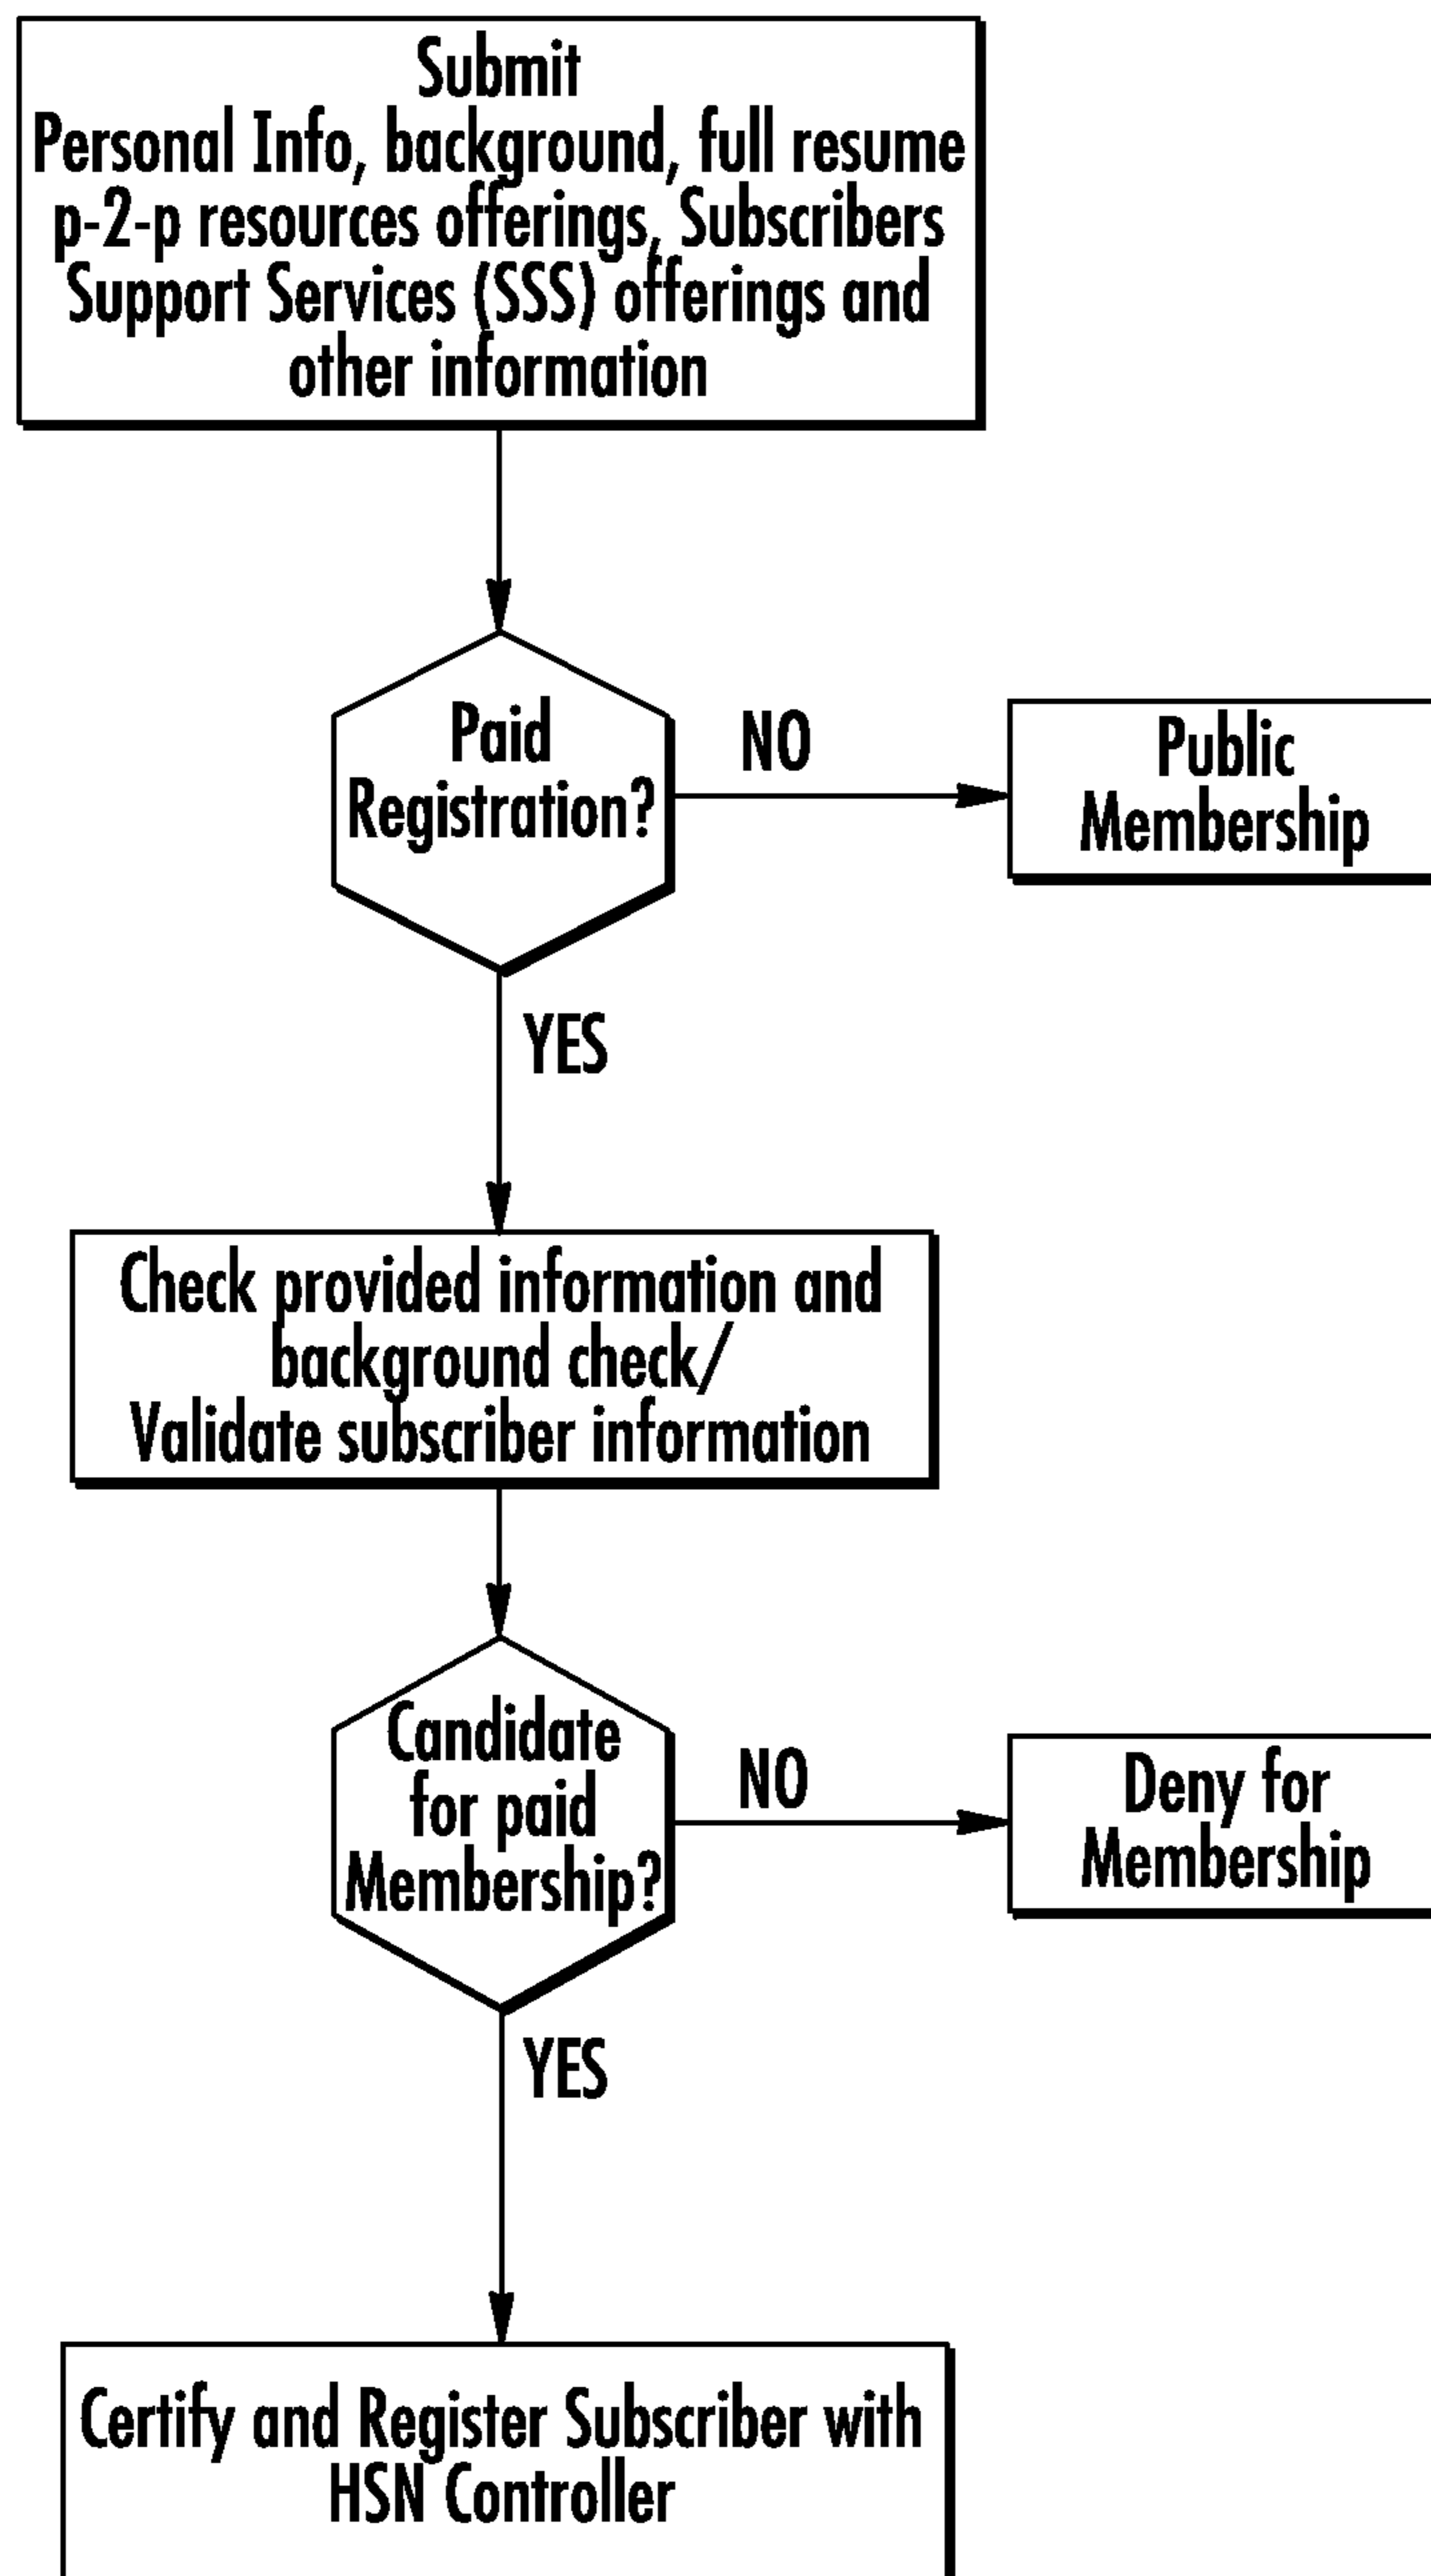 Submit
Personal Info, background, full resume
p-2-p resources offerings, Subscribers
Support Services (SSS) offerings and
other information
Paid
Registration?
NO
Public
Membership
YES
Check provided information and
background check/
Validate subscriber information
Candidate
for paid
Membership?
NO
Deny for
Membership
YES
Certify and Register Subscriber with
HSN Controller